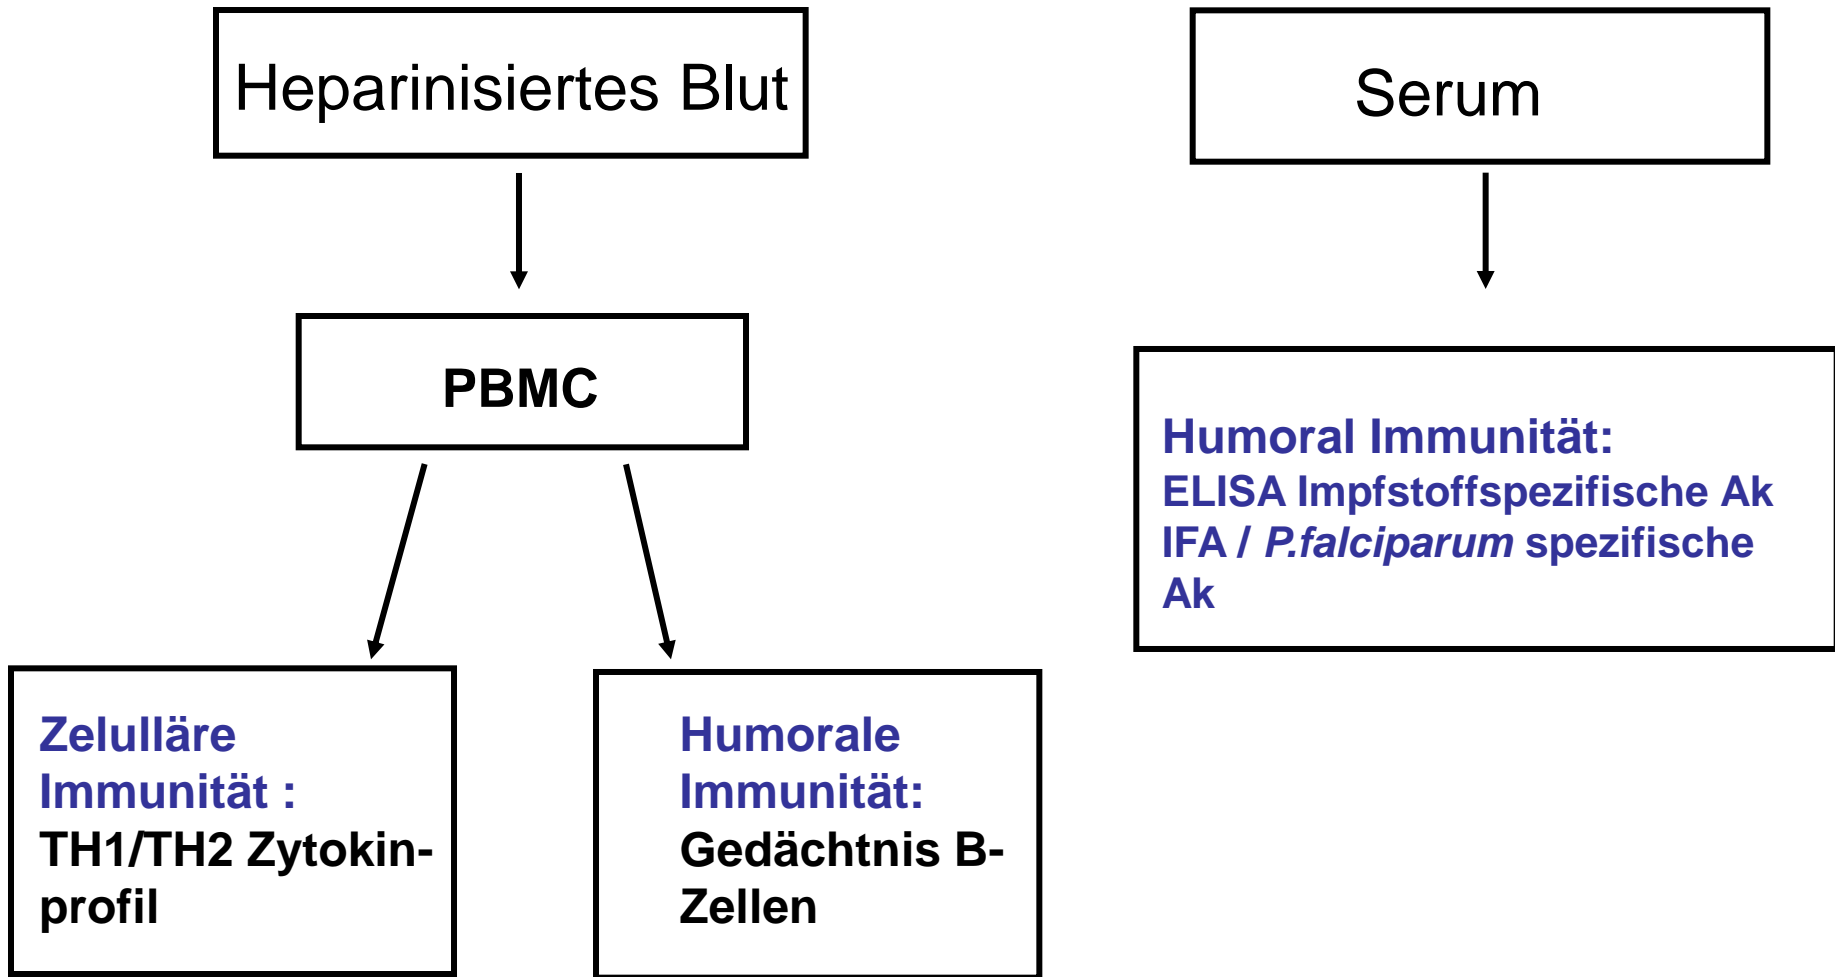 Heparinisiertes Blut
Serum
PBMC
Humoral Immunität:
ELISA Impfstoffspezifische Ak
IFA / P.falciparum spezifische
Ak
Zelulläre
Immunität :
TH1/TH2 Zytokin-
profil
Humorale
Immunität:
Gedächtnis B-
Zellen